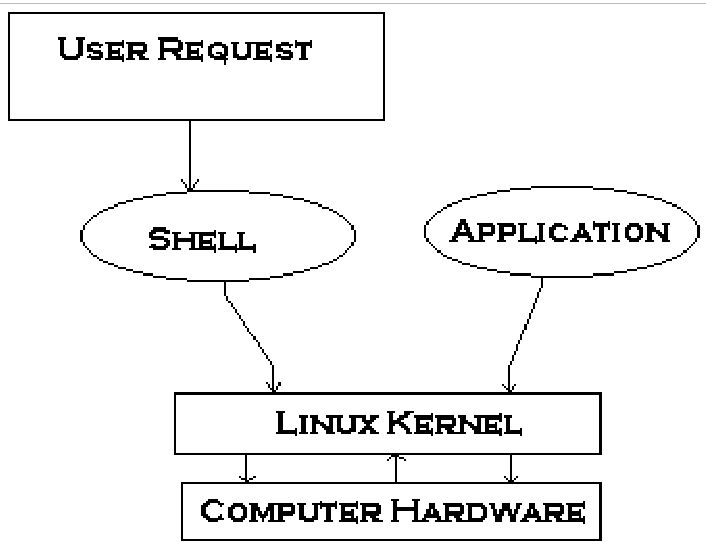 User Request
Shell
Application
Linux Kernel
Computer Hardware